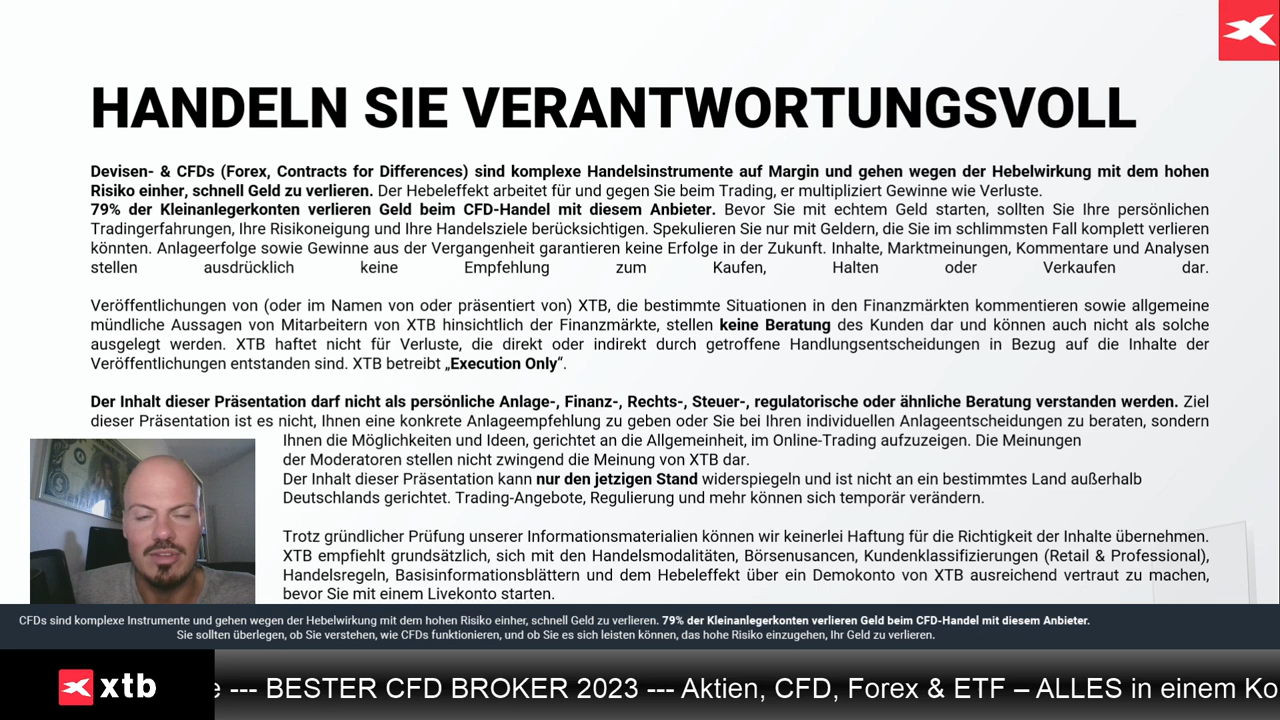 HANDELN SIE VERANTWORTUNGSVOLL
Devisen- & CFDs (Forex, Contracts for Differences) sind komplexe Handelsinstrumente auf Margin und gehen wegen der Hebelwirkung mit dem hohen
Risiko einher, schnell Geld zu verlieren. Der Hebeleffekt arbeitet für und gegen Sie beim Trading, er multipliziert Gewinne wie Verluste.
79% der Kleinanlegerkonten verlieren Geld beim CFD-Handel mit diesem Anbieter. Bevor Sie mit echtem Geld starten, sollten Sie Ihre persönlichen
Tradingerfahrungen, Ihre Risikoneigung und Ihre Handelsziele berücksichtigen. Spekulieren Sie nur mit Geldern, die Sie im schlimmsten Fall komplett verlieren
könnten. Anlageerfolge sowie Gewinne aus der Vergangenheit garantieren keine Erfolge in der Zukunft. Inhalte, Marktmeinungen, Kommentare und Analysen
stellen ausdrücklich keine Empfehlung zum Kaufen, Halten oder Verkaufen dar.
Veröffentlichungen von (oder im Namen von oder präsentiert von) XTB, die bestimmte Situationen in den Finanzmärkten kommentieren sowie allgemeine
mündliche Aussagen von Mitarbeitern von XTB hinsichtlich der Finanzmärkte, stellen keine Beratung des Kunden dar und können auch nicht als solche
ausgelegt werden. XTB haftet nicht für Verluste, die direkt oder indirekt durch getroffene Handlungsentscheidungen in Bezug auf die Inhalte der
Veröffentlichungen entstanden sind. XTB betreibt „Execution Only“.
Der Inhalt dieser Präsentation darf nicht als persönliche Anlage-, Finanz-, Rechts-, Steuer-, regulatorische oder ähnliche Beratung verstanden werden. Ziel
dieser Präsentation ist es nicht, Ihnen eine konkrete Anlageempfehlung zu geben oder Sie bei Ihren individuellen Anlageentscheidungen zu beraten, sondern
Ihnen die Möglichkeiten und Ideen, gerichtet an die Allgemeinheit, im Online-Trading aufzuzeigen. Die Meinungen
der Moderatoren stellen nicht zwingend die Meinung von XTB dar.
Der Inhalt dieser Präsentation kann nur den jetzigen Stand widerspiegeln und ist nicht an ein bestimmtes Land außerhalb
Deutschlands gerichtet. Trading-Angebote, Regulierung und mehr können sich temporär verändern.
Trotz gründlicher Prüfung unserer Informationsmaterialien können wir keinerlei Haftung für die Richtigkeit der Inhalte übernehmen.
XTB empfiehlt grundsätzlich, sich mit den Handelsmodalitäten, Börsenusancen, Kundenklassifizierungen (Retail & Professional),
Handelsregeln, Basisinformationsblättern und dem Hebeleffekt über ein Demokonto von XTB ausreichend vertraut zu machen,
bevor Sie mit einem Livekonto starten.
CFDs sind komplexe Instrumente und gehen wegen der Hebelwirkung mit dem hohen Risiko einher, schnell Geld zu verlieren. 79% der Kleinanlegerkonten verlieren Geld beim CFD-Handel mit diesem Anbieter.
Sie sollten überlegen, ob Sie verstehen, wie CFDs funktionieren, und ob Sie es sich leisten können, das hohe Risiko einzugehen, Ihr Geld zu verlieren.
xtb
e --- BESTER CFD BROKER 2023 --- Aktien, CFD, Forex & ETF – ALLES in einem Ko